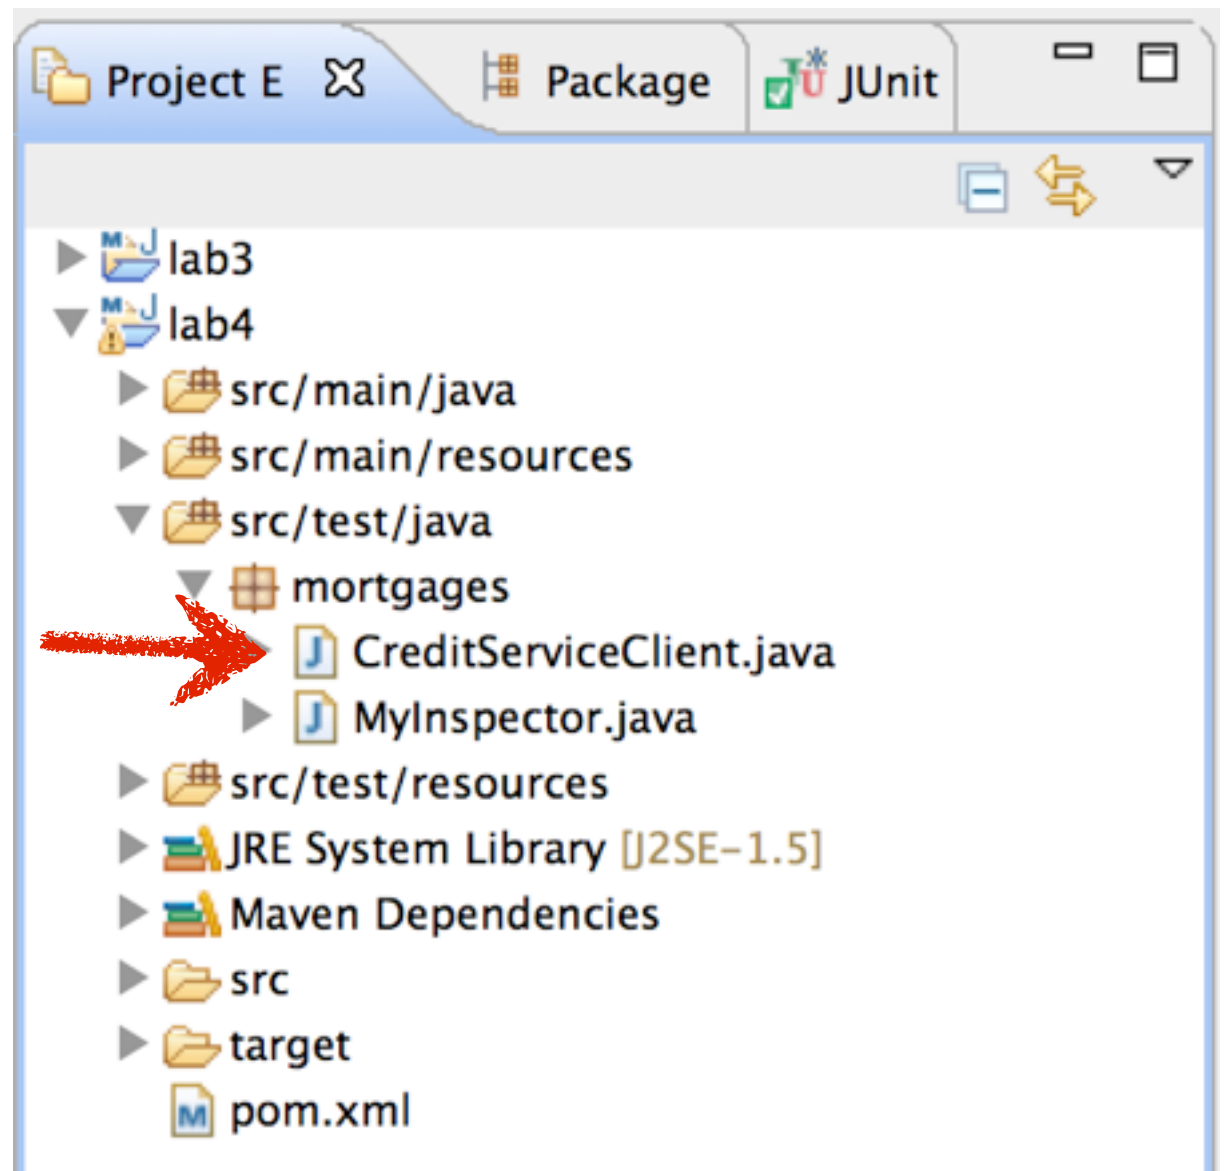 Project E Package JUnit
lab3
lab4
src/main/java
src/main/resources
src/test/java
mortgages
CreditServiceClient.java
MyInspector.java
src/test/resources
JRE System Library [J2SE-1.5]
Maven Dependencies
src
target
pom.xml